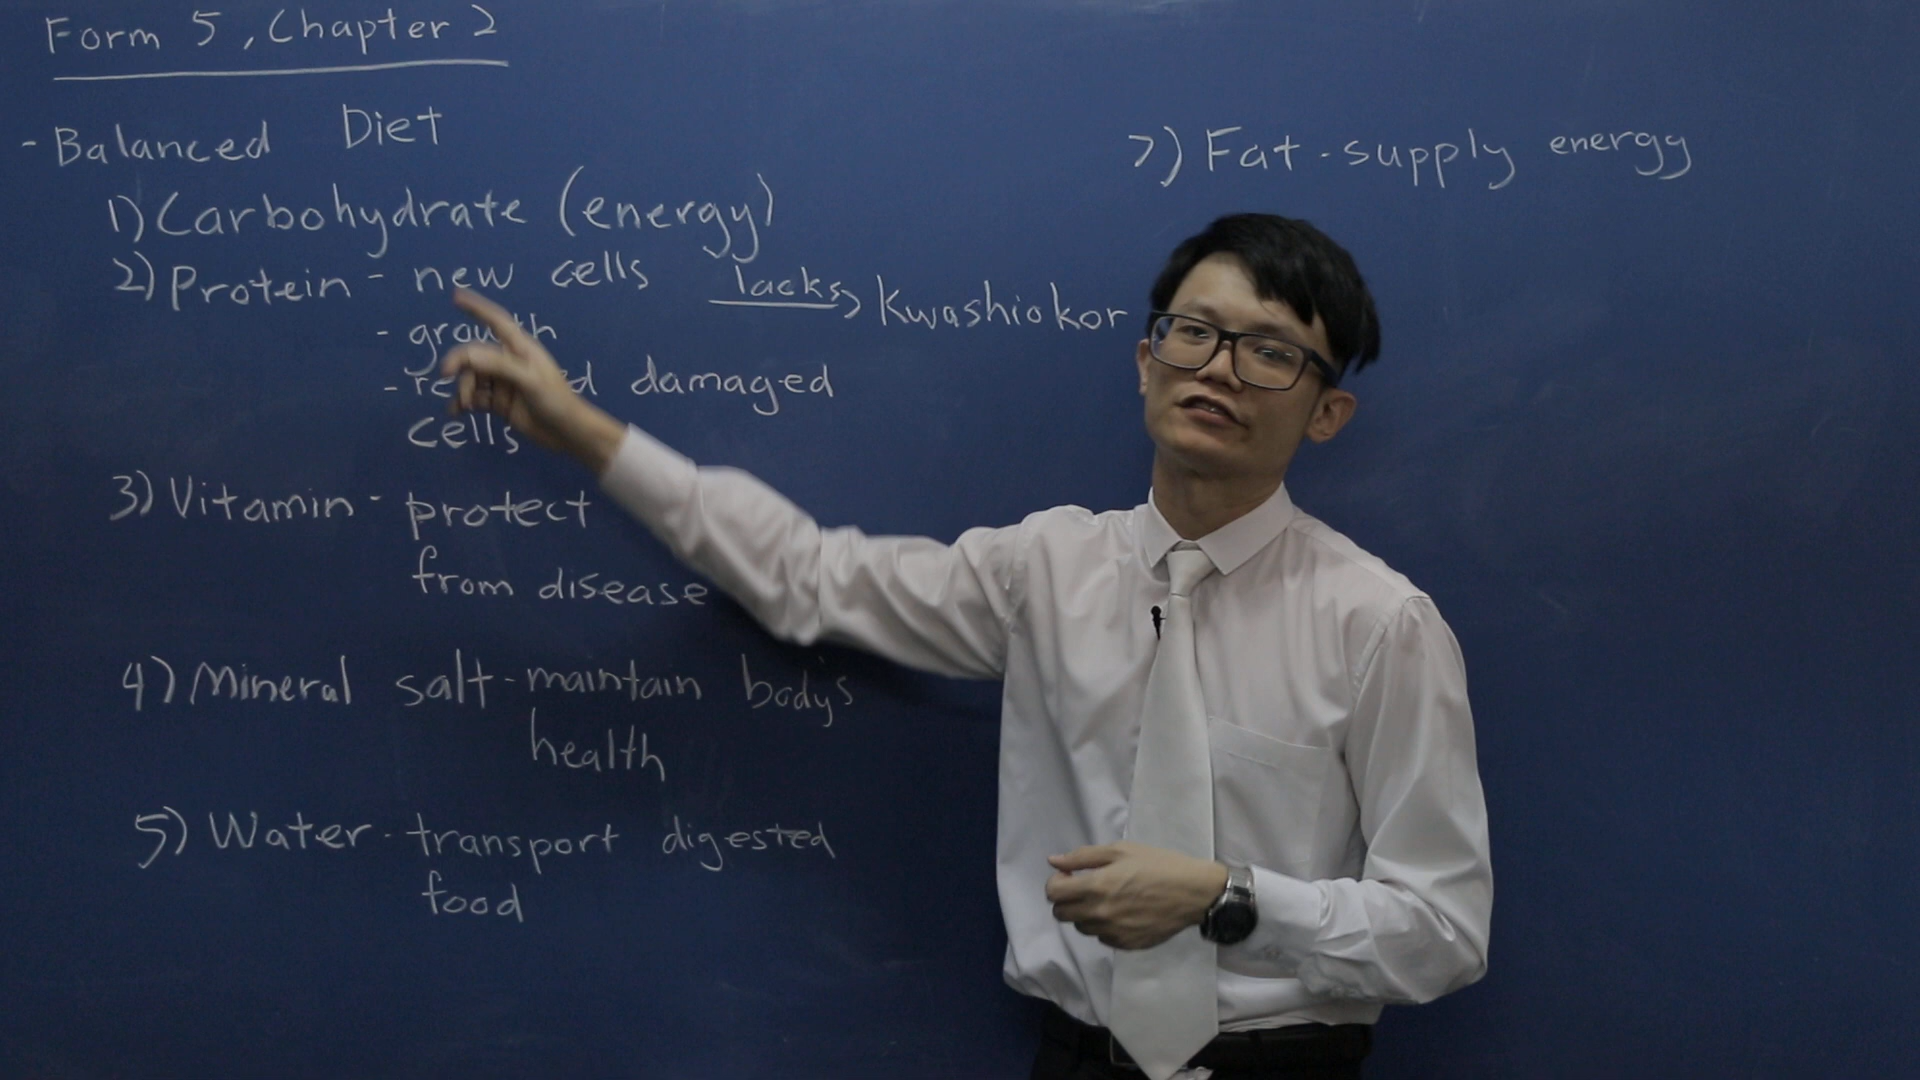 Form 5, Chapter 2
- Balanced Diet
1) Carbohydrate (energy)
2) Protein - new cells lacks> Kwashiokor
- growth
- damaged
cells
3) Vitamin - protect
from disease
4) Mineral salt - maintain body's
health
5) Water - transport digested
food
7) Fat - supply energy